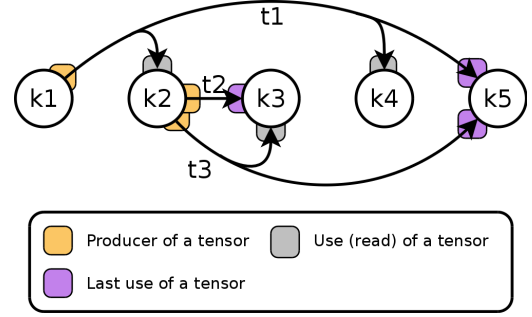 t1
k1
k2
t2
k3
k4
k5
t3
Producer of a tensor
Use (read) of a tensor
Last use of a tensor